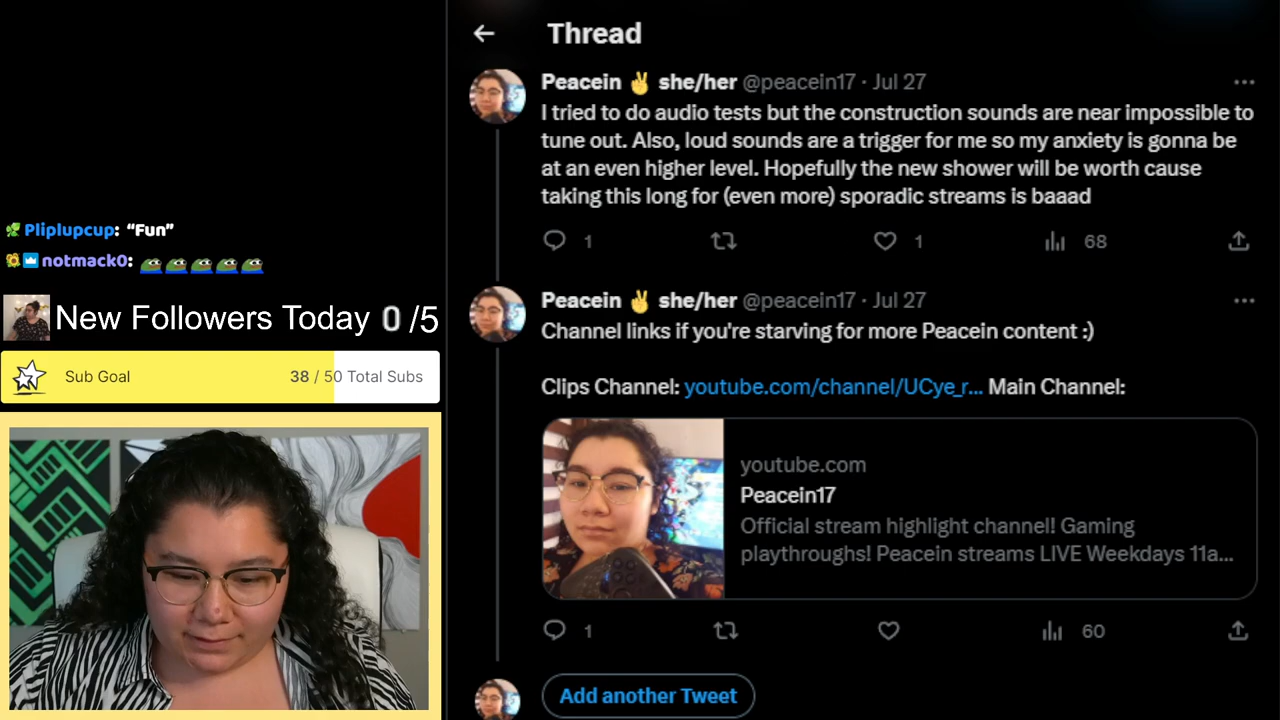 Pliplupcup: “Fun”
notmack0:
New Followers Today 0 /5
Sub Goal
38 / 50 Total Subs
Thread
Peacein ✌ she/her @peacein17 · Jul 27
I tried to do audio tests but the construction sounds are near impossible to
tune out. Also, loud sounds are a trigger for me so my anxiety is gonna be
at an even higher level. Hopefully the new shower will be worth cause
taking this long for (even more) sporadic streams is baaad
1
1
68
Peacein ✌ she/her @peacein17 · Jul 27
Channel links if you're starving for more Peacein content :)
Clips Channel: youtube.com/channel/UCye_r... Main Channel:
youtube.com
Peacein17
Official stream highlight channel! Gaming
playthroughs! Peacein streams LIVE Weekdays 11a...
1
60
Add another Tweet